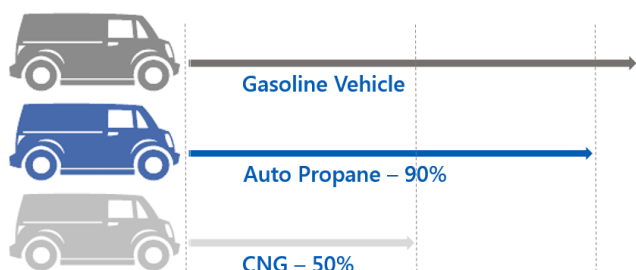 Gasoline Vehicle
Auto Propane – 90%
CNG – 50%